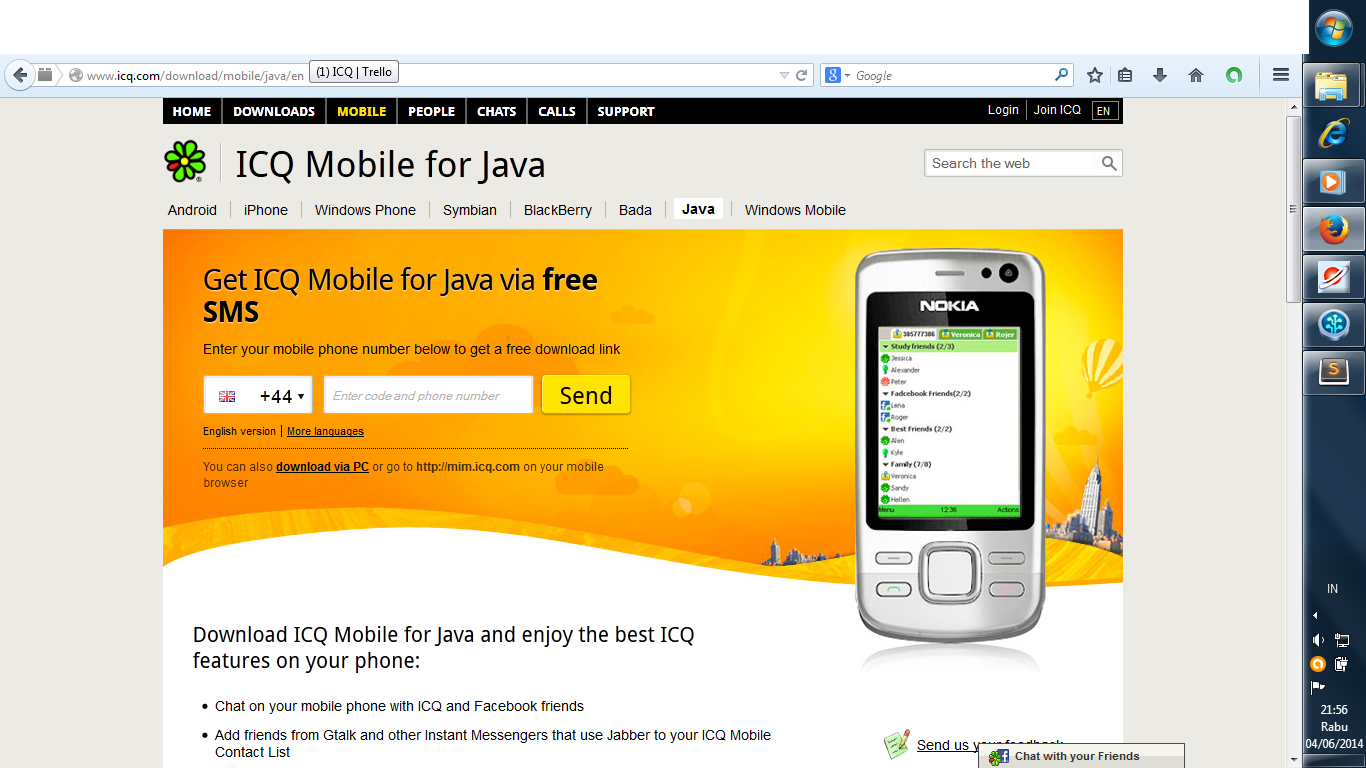 www.icq.com/download/mobile/java/en
(1) ICQ | Trello
Google
HOME DOWNLOADS MOBILE PEOPLE CHATS CALLS SUPPORT
Login Join ICQ EN
ICQ Mobile for Java
Search the web
Android iPhone Windows Phone Symbian BlackBerry Bada Java Windows Mobile
Get ICQ Mobile for Java via free
SMS
Enter your mobile phone number below to get a free download link
+44 Enter code and phone number Send
English version | More languages
You can also download via PC or go to http://mim.icq.com on your mobile
browser
NOKIA
385777386 Veronica Rojer
Study friends (2/3)
Jessica
Alexander
Peter
Fadcebook Friends(2/2)
Lena
Roger
Best Friends (2/2)
Alen
Kyle
Family (7/8)
Veronica
Sandy
Hellen
Menu 12:36 Actions
Download ICQ Mobile for Java and enjoy the best ICQ
features on your phone:
• Chat on your mobile phone with ICQ and Facebook friends
• Add friends from Gtalk and other Instant Messengers that use Jabber to your ICQ Mobile
Contact List
Send us your feedback
Chat with your Friends
IN
21:56
Rabu
04/06/2014